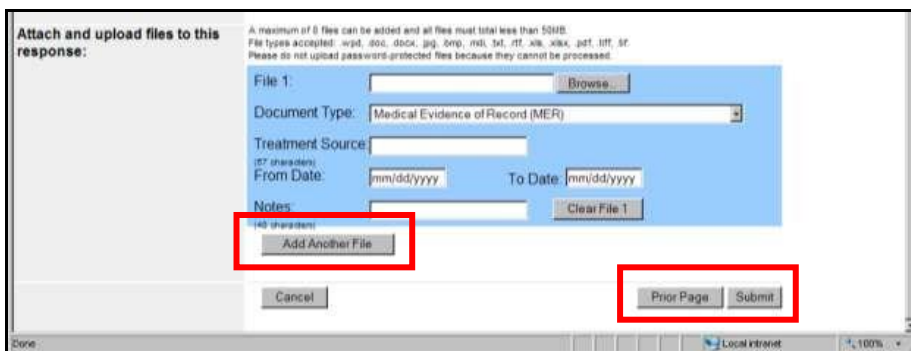 Attach and upload files to this
response:
A maximum of 8 files can be added and all files must total less than 50MB.
File types accepted: .wpd, .doc, .docx, .jpg, .bmp, .mdi, .txt, .rtf, .xls, .xlsx, .pdf, .tiff, .tif.
Please do not upload password-protected files because they cannot be processed.
File 1:
Browse...
Document Type: Medical Evidence of Record (MER)
Treatment Source:
(57 characters)
From Date: mm/dd/yyyy To Date: mm/dd/yyyy
Notes: Clear File 1
(40 characters)
Add Another File
Cancel Prior Page Submit
Done Local intranet 100%